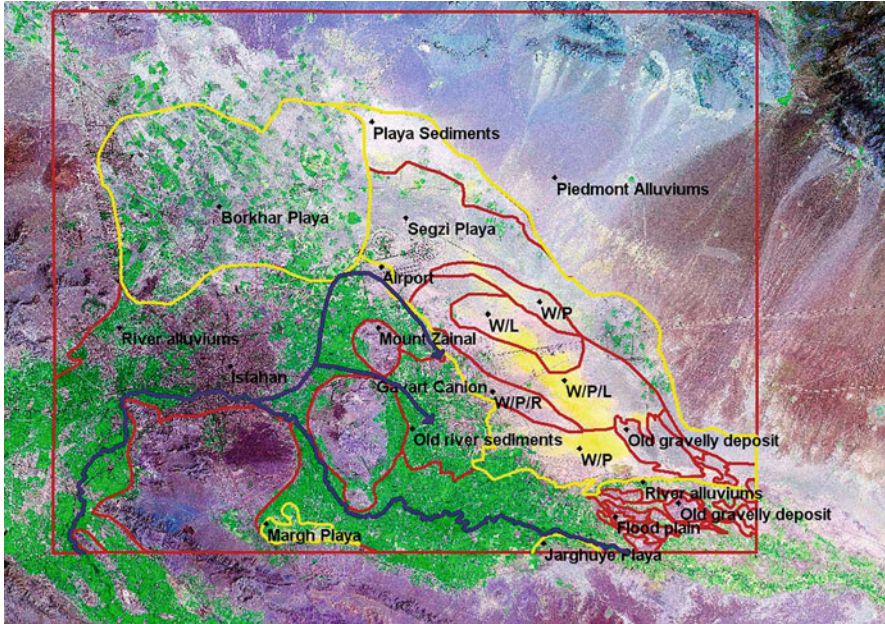 Playa Sediments
Piedmont Alluviums
Borkhar Playa
Segzi Playa
Airport
W/P
W/L
River alluviums
Mount Zainal
Isfahan
Gavart Canion
W/P/L
W/P/R
Old river sediments
Old gravelly deposit
W/P
River alluviums
Old gravelly deposit
Flood plain
Margh Playa
Jarghuye Playa